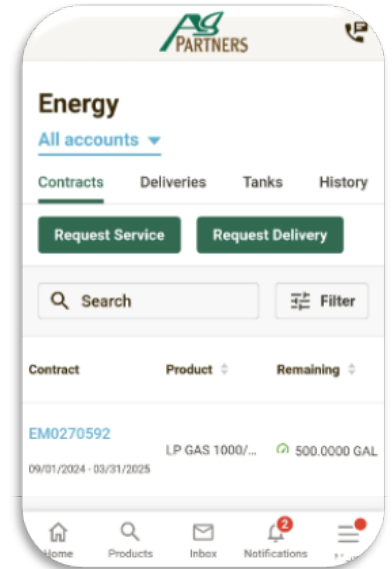 Ag
PARTNERS
Energy
All accounts
Contracts Deliveries Tanks History
Request Service Request Delivery
Search Filter
Contract Product Remaining
EM0270592
LP GAS 1000/... 500.0000 GAL
09/01/2024 - 03/31/2025
2
Home Products Inbox Notifications